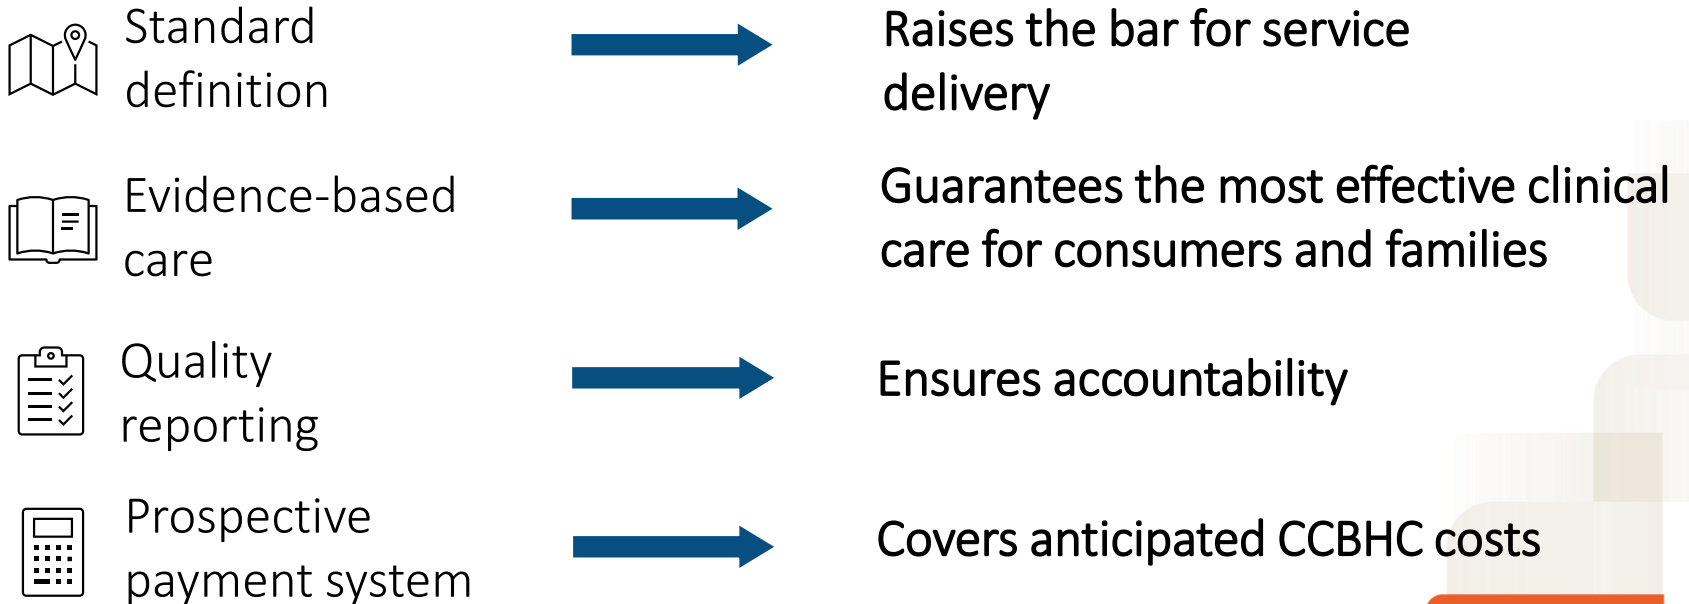 Standard
definition
Raises the bar for service
delivery
Evidence-based
care
Guarantees the most effective clinical
care for consumers and families
Quality
reporting
Ensures accountability
Prospective
payment system
Covers anticipated CCBHC costs